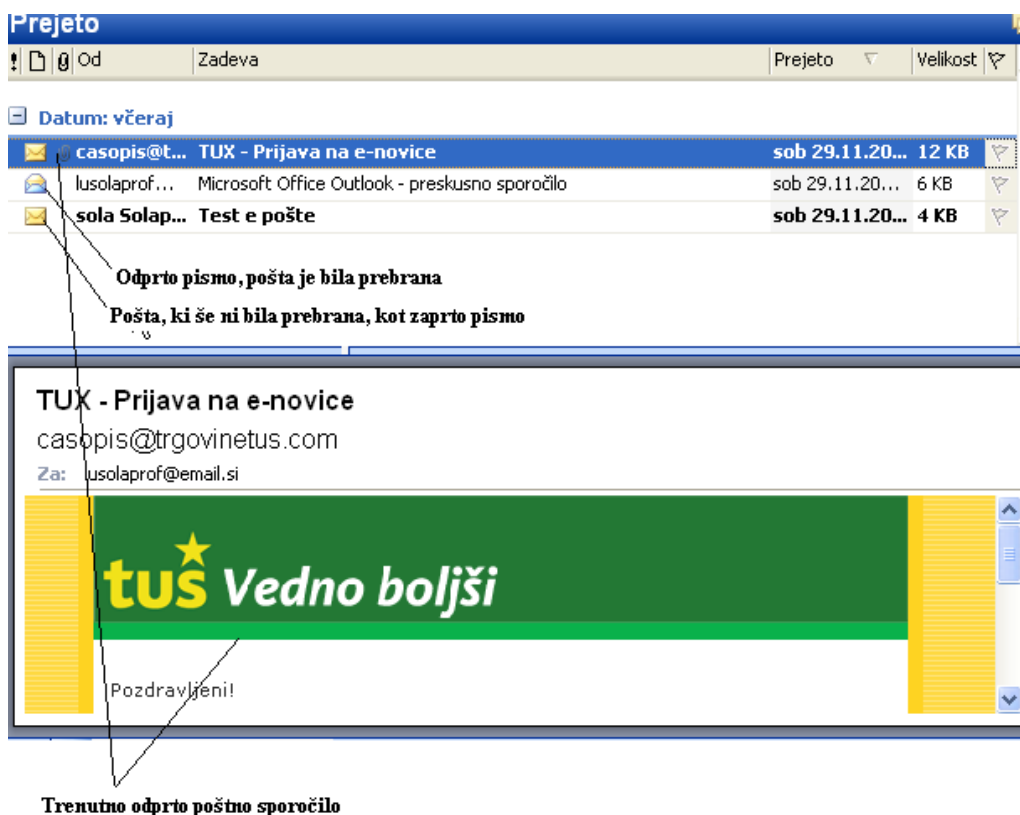 Prejeto
! Od Zadeva Prejeto Velikost
Datum: včeraj
casopis@t... TUX - Prijava na e-novice sob 29.11.20... 12 KB
lusolaprof... Microsoft Office Outlook - preskusno sporočilo sob 29.11.20... 6 KB
sola Solap... Test e pošte sob 29.11.20... 4 KB
Odprto pismo, pošta je bila prebrana
Pošta, ki še ni bila prebrana, kot zaprto pismo
TUX - Prijava na e-novice
casopis@trgovinetus.com
Za: lusolaprof@email.si
tuš Vedno boljši
Pozdravljeni!
Trenutno odprto poštno sporočilo